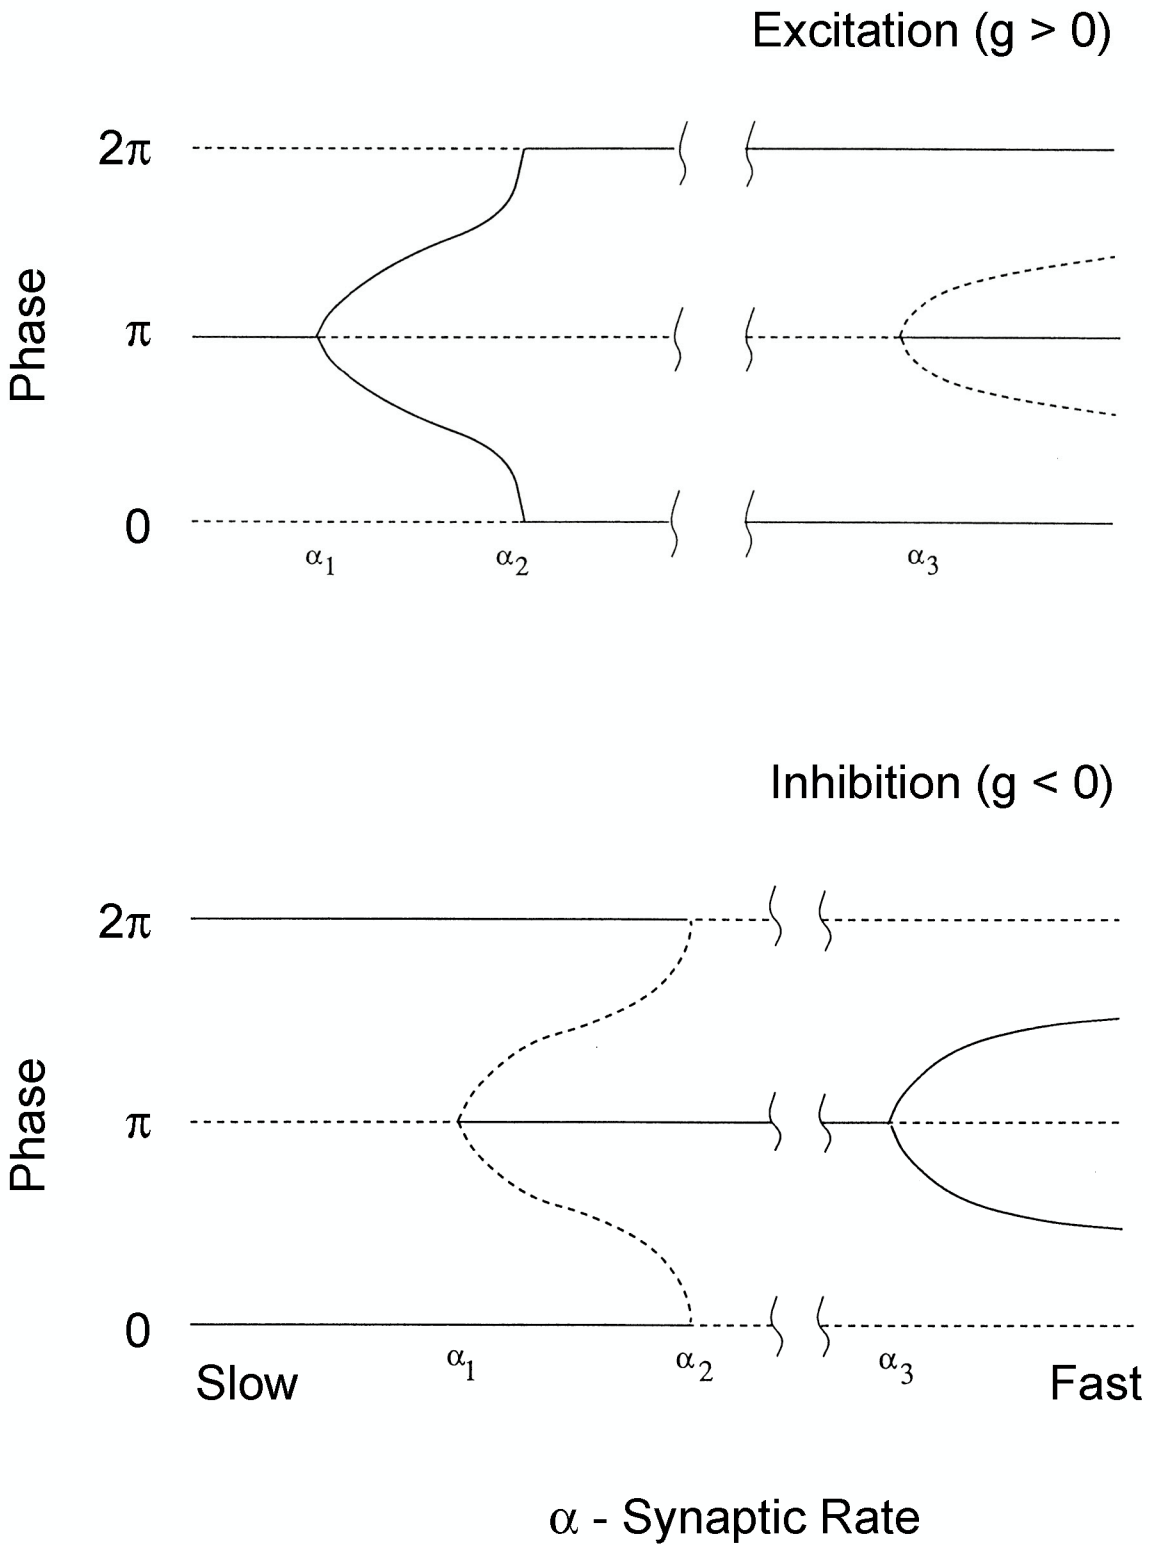 Excitation (g > 0)
2π
π
0
Phase
α1
α2
α3
Inhibition (g < 0)
2π
π
0
Phase
α1
α2
α3
Slow
Fast
α - Synaptic Rate